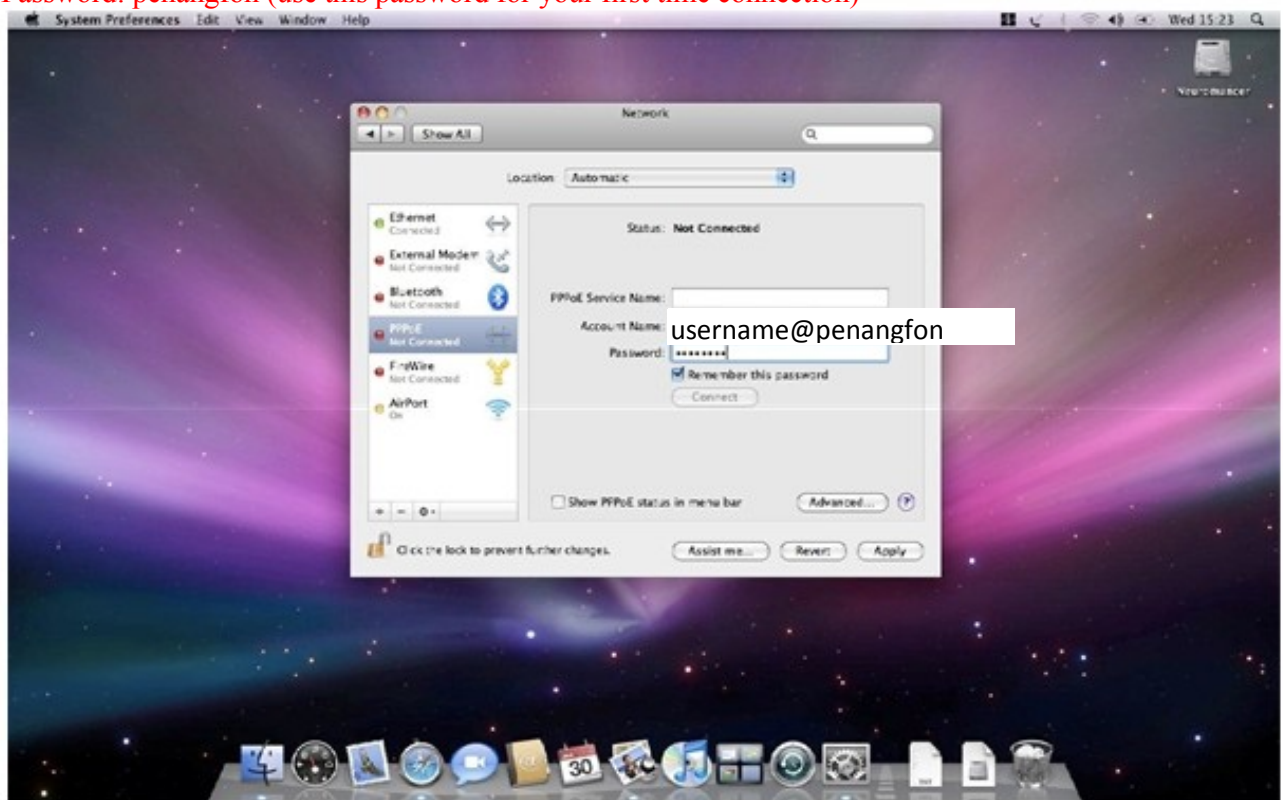 Password: penangfon (use this password for your first time connection)
System Preferences Edit View Window Help
Wed 15:23
Neuromancer
Network
Show All
Location: Automatic
Ethernet
Connected
Status: Not Connected
External Modem
Not Connected
Bluetooth
Not Connected
PPPoE Service Name:
PPPoE
Not Connected
Account Name: username@penangfon
Password: ••••••••
FireWire
Not Connected
Remember this password
Connect
AirPort
On
Show PPPoE status in menu bar
Advanced... ?
Click the lock to prevent further changes.
Assist me... Revert Apply
30